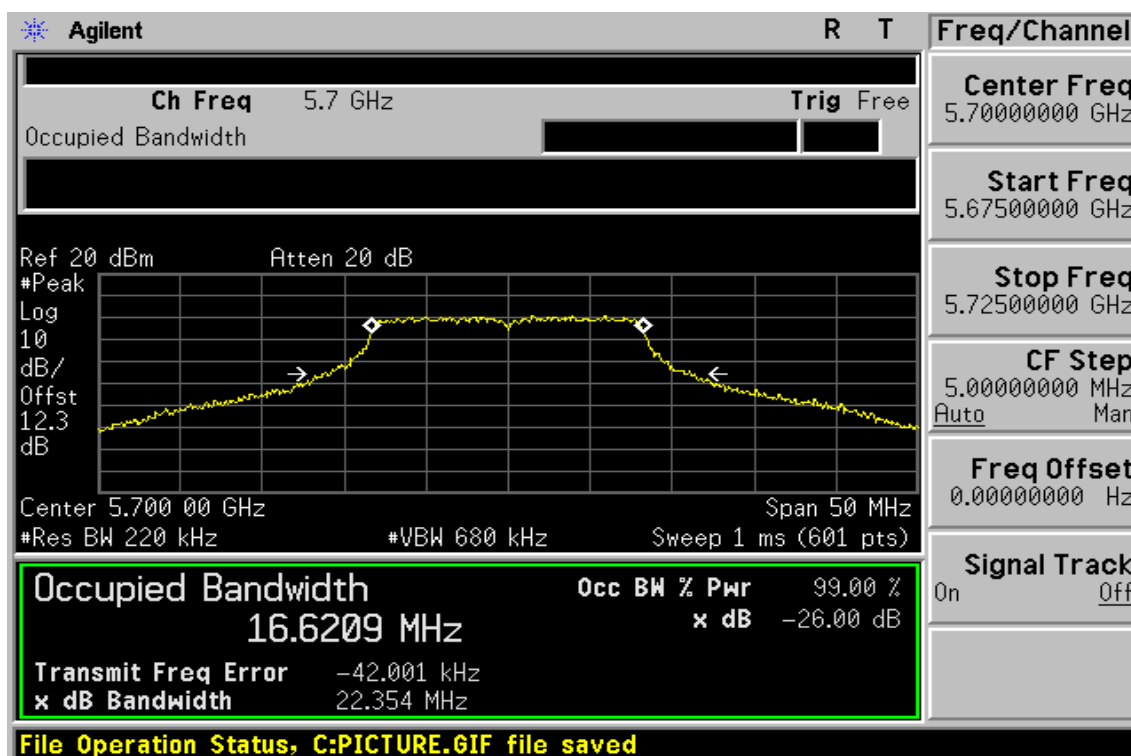 Agilent R T Freq/Channel
Ch Freq 5.7 GHz Trig Free
Occupied Bandwidth
Center Freq
5.70000000 GHz
Start Freq
5.67500000 GHz
Stop Freq
5.72500000 GHz
CF Step
5.00000000 MHz
Auto Man
Freq Offset
0.00000000 Hz
Signal Track
On Off
Ref 20 dBm Atten 20 dB
#Peak
Log
10
dB/
Offst
12.3
dB
Center 5.700 00 GHz Span 50 MHz
#Res BW 220 kHz #VBW 680 kHz Sweep 1 ms (601 pts)
Occupied Bandwidth
16.6209 MHz
Occ BW % Pwr 99.00 %
x dB -26.00 dB
Transmit Freq Error -42.001 kHz
x dB Bandwidth 22.354 MHz
File Operation Status, C:PICTURE.GIF file saved